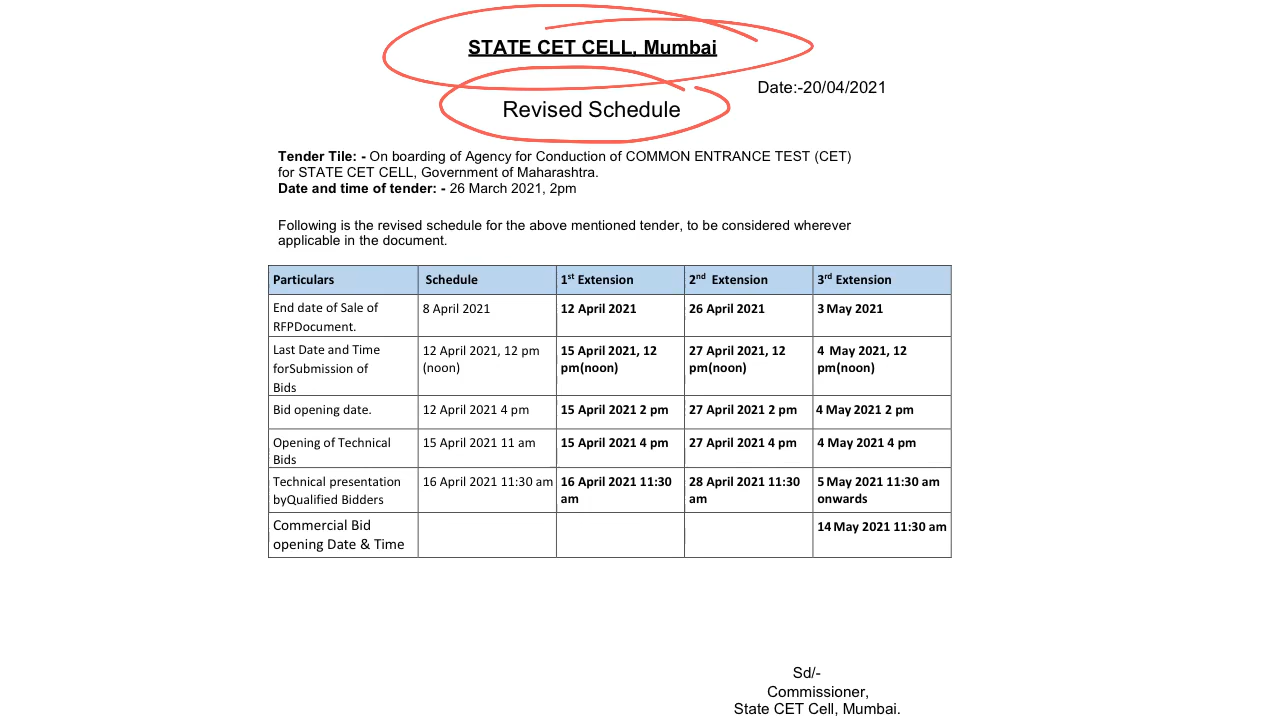 STATE CET CELL, Mumbai
Date:-20/04/2021
Revised Schedule
Tender Tile: - On boarding of Agency for Conduction of COMMON ENTRANCE TEST (CET)
for STATE CET CELL, Government of Maharashtra.
Date and time of tender: - 26 March 2021, 2pm
Following is the revised schedule for the above mentioned tender, to be considered wherever
applicable in the document.
Particulars Schedule 1st Extension 2nd Extension 3rd Extension
End date of Sale of 8 April 2021 12 April 2021 26 April 2021 3 May 2021
RFPDocument.
Last Date and Time 12 April 2021, 12 pm 15 April 2021, 12 27 April 2021, 12 4 May 2021, 12
forSubmission of (noon) pm(noon) pm(noon) pm(noon)
Bids
Bid opening date. 12 April 2021 4 pm 15 April 2021 2 pm 27 April 2021 2 pm 4 May 2021 2 pm
Opening of Technical 15 April 2021 11 am 15 April 2021 4 pm 27 April 2021 4 pm 4 May 2021 4 pm
Bids
Technical presentation 16 April 2021 11:30 am 16 April 2021 11:30 28 April 2021 11:30 5 May 2021 11:30 am
byQualified Bidders am am onwards
Commercial Bid 14 May 2021 11:30 am
opening Date & Time
Sd/-
Commissioner,
State CET Cell, Mumbai.